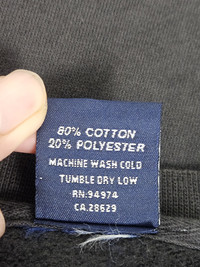 80% COTTON
20% POLYESTER
MACHINE WASH COLD
TUMBLE DRY LOW
RN:94974
CA.28629